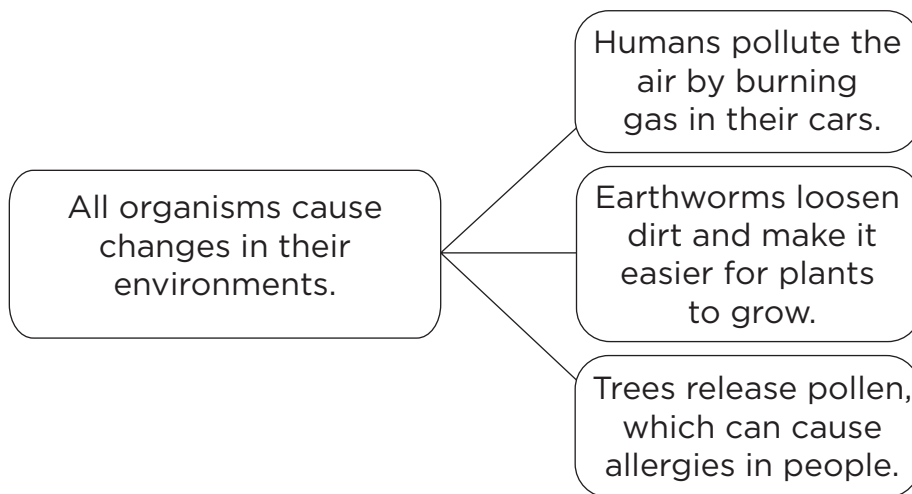 All organisms cause
changes in their
environments.
Humans pollute the
air by burning
gas in their cars.
Earthworms loosen
dirt and make it
easier for plants
to grow.
Trees release pollen,
which can cause
allergies in people.